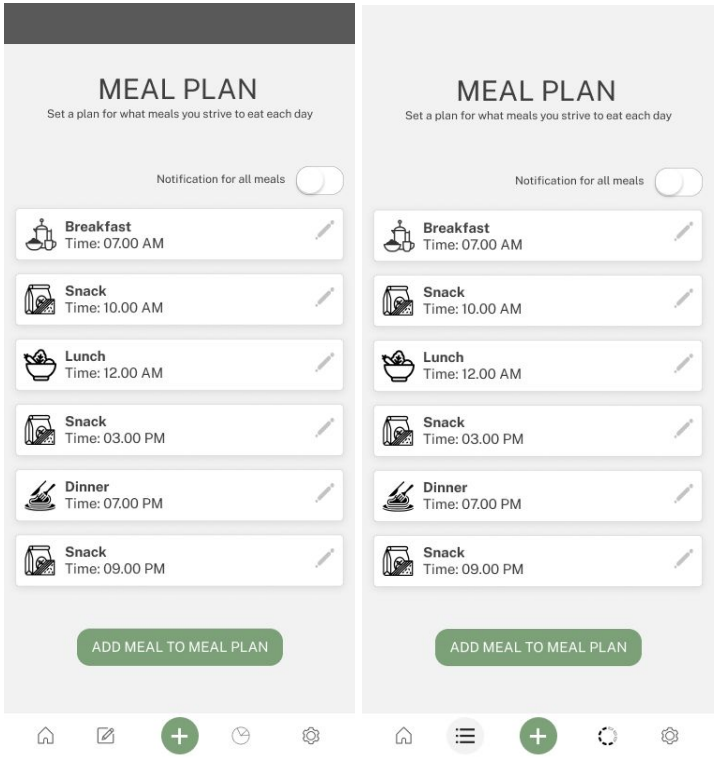 MEAL PLAN
Set a plan for what meals you strive to eat each day
Notification for all meals
Breakfast
Time: 07.00 AM
Snack
Time: 10.00 AM
Lunch
Time: 12.00 AM
Snack
Time: 03.00 PM
Dinner
Time: 07.00 PM
Snack
Time: 09.00 PM
ADD MEAL TO MEAL PLAN
MEAL PLAN
Set a plan for what meals you strive to eat each day
Notification for all meals
Breakfast
Time: 07.00 AM
Snack
Time: 10.00 AM
Lunch
Time: 12.00 AM
Snack
Time: 03.00 PM
Dinner
Time: 07.00 PM
Snack
Time: 09.00 PM
ADD MEAL TO MEAL PLAN